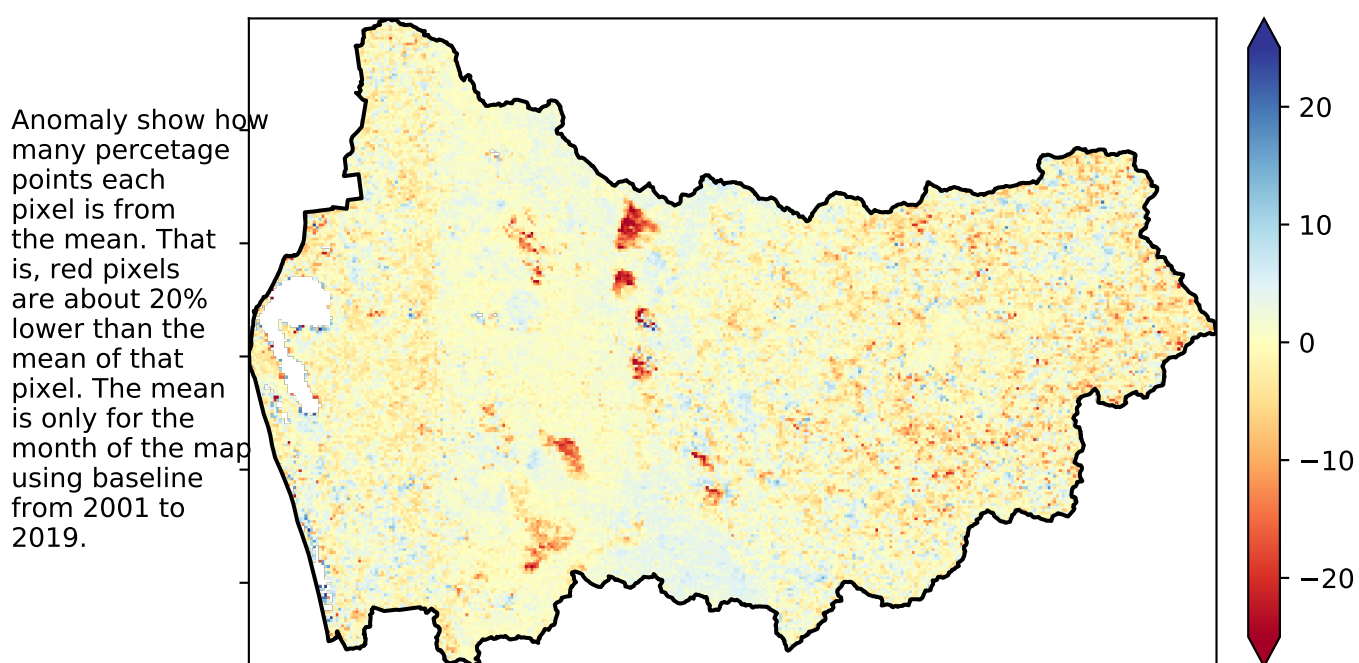 Anomaly show how
many percetage
points each
pixel is from
the mean. That
is, red pixels
are about 20%
lower than the
mean of that
pixel. The mean
is only for the
month of the map
using baseline
from 2001 to
2019.
20
10
0
−10
−20